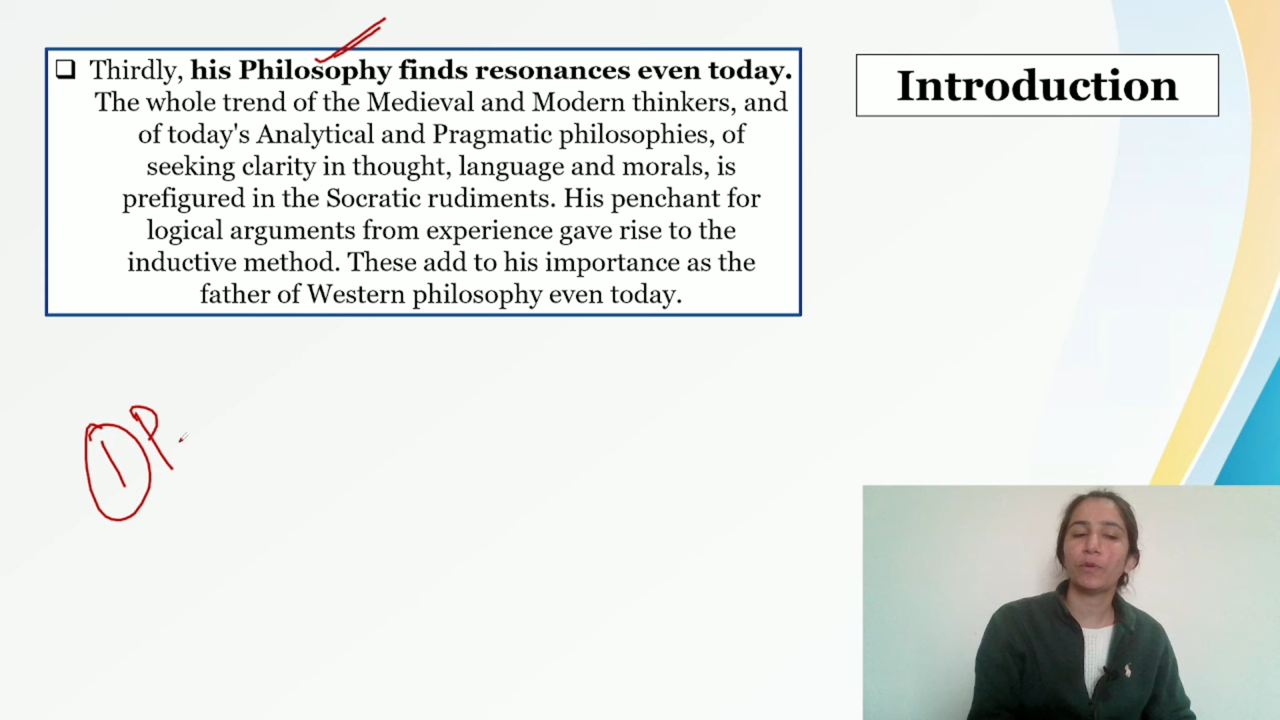 ❑ Thirdly, his Philosophy finds resonances even today.
The whole trend of the Medieval and Modern thinkers, and
of today's Analytical and Pragmatic philosophies, of
seeking clarity in thought, language and morals, is
prefigured in the Socratic rudiments. His penchant for
logical arguments from experience gave rise to the
inductive method. These add to his importance as the
father of Western philosophy even today.
Introduction
1 P